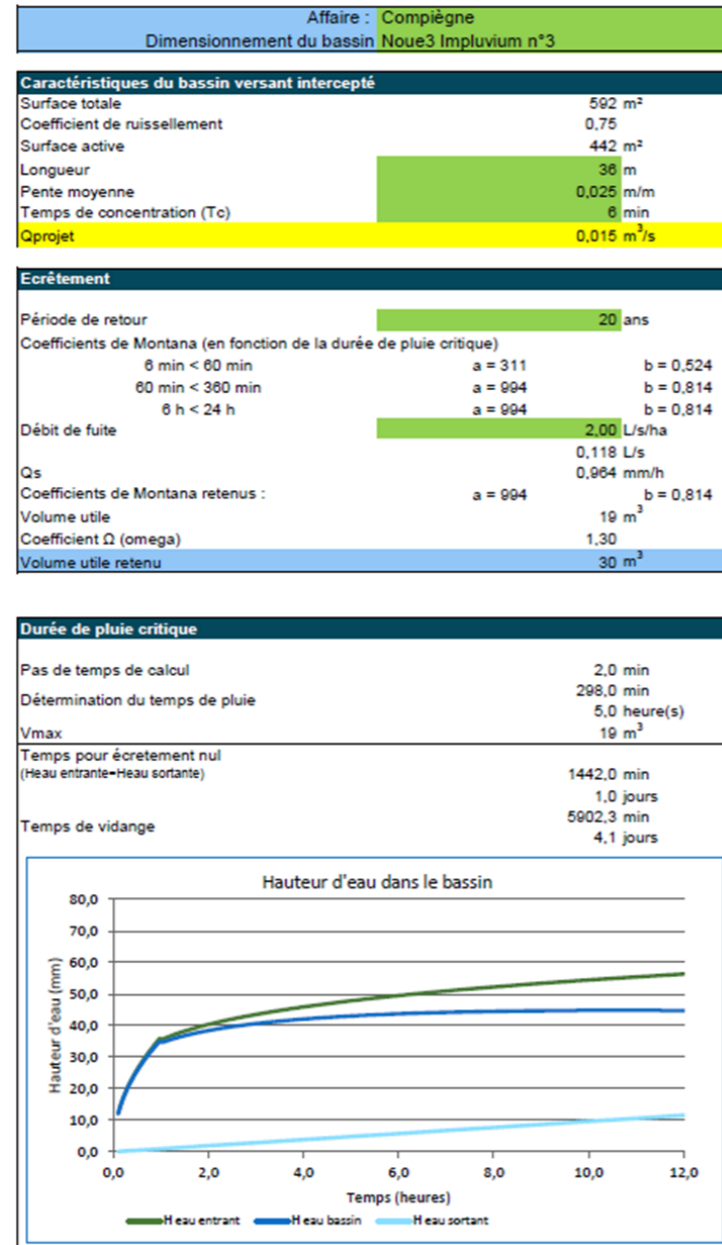 Affaire : Compiègne
Dimensionnement du bassin Noue3 Impluvium n°3
Caractéristiques du bassin versant intercepté
Surface totale 592 m²
Coefficient de ruissellement 0,75
Surface active 442 m²
Longueur 36 m
Pente moyenne 0,025 m/m
Temps de concentration (Tc) 6 min
Qprojet 0,015 m³/s
Ecrêtement
Période de retour 20 ans
Coefficients de Montana (en fonction de la durée de pluie critique)
6 min < 60 min a = 311 b = 0,524
60 min < 360 min a = 994 b = 0,814
6 h < 24 h a = 994 b = 0,814
Débit de fuite 2,00 L/s/ha
0,118 L/s
Qs 0,964 mm/h
Coefficients de Montana retenus : a = 994 b = 0,814
Volume utile 19 m³
Coefficient Ω (omega) 1,30
Volume utile retenu 30 m³
Durée de pluie critique
Pas de temps de calcul 2,0 min
Détermination du temps de pluie 298,0 min
5,0 heure(s)
Vmax 19 m³
Temps pour écretement nul
(Heau entrante=Heau sortante) 1442,0 min
1,0 jours
Temps de vidange 5902,3 min
4,1 jours
Hauteur d'eau dans le bassin
80,0
70,0
60,0
50,0
40,0
30,0
20,0
10,0
0,0
Hauteur d'eau (mm)
0,0 2,0 4,0 6,0 8,0 10,0 12,0
Temps (heures)
H eau entrant H eau bassin H eau sortant